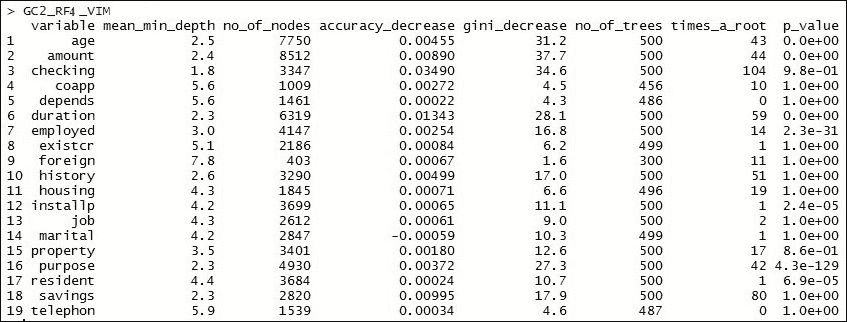 > GC2_RF4_VIM
variable mean_min_depth no_of_nodes accuracy_decrease gini_decrease no_of_trees times_a_root p_value
1 age 2.5 7750 0.00455 31.2 500 43 0.0e+00
2 amount 2.4 8512 0.00890 37.7 500 44 0.0e+00
3 checking 1.8 3347 0.03490 34.6 500 104 9.8e-01
4 coapp 5.6 1009 0.00272 4.5 456 10 1.0e+00
5 depends 5.6 1461 0.00022 4.3 486 0 1.0e+00
6 duration 2.3 6319 0.01343 28.1 500 59 0.0e+00
7 employed 3.0 4147 0.00254 16.8 500 14 2.3e-31
8 existcr 5.1 2186 0.00084 6.2 499 1 1.0e+00
9 foreign 7.8 403 0.00067 1.6 300 11 1.0e+00
10 history 2.6 3290 0.00499 17.0 500 51 1.0e+00
11 housing 4.3 1845 0.00071 6.6 496 19 1.0e+00
12 installp 4.2 3699 0.00065 11.1 500 1 2.4e-05
13 job 4.3 2612 0.00061 9.0 500 2 1.0e+00
14 marital 4.2 2847 -0.00059 10.3 499 1 1.0e+00
15 property 3.5 3401 0.00180 12.6 500 17 8.6e-01
16 purpose 2.3 4930 0.00372 27.3 500 42 4.3e-129
17 resident 4.4 3684 0.00024 10.7 500 1 6.9e-05
18 savings 2.3 2820 0.00995 17.9 500 80 1.0e+00
19 telephon 5.9 1539 0.00034 4.6 487 0 1.0e+00